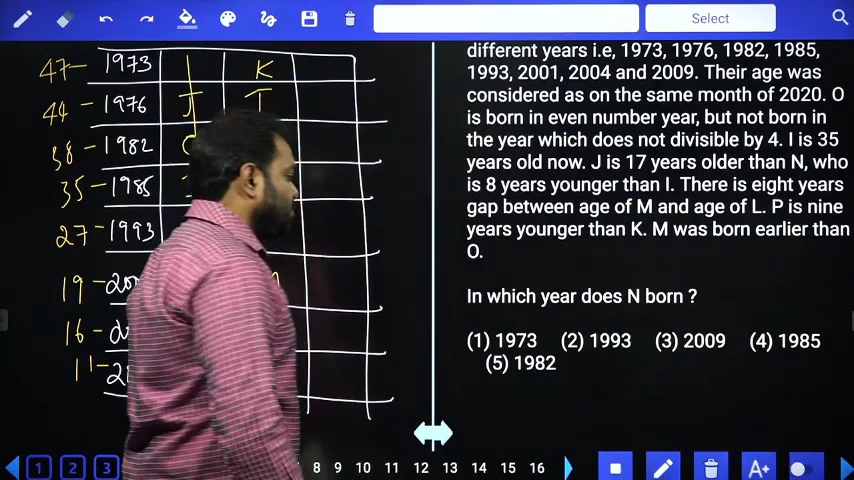 Select
47- 1973 K
44 - 1976 J T
38 - 1982
35 - 1985
27 - 1993
19 -
16 -
11 -
different years i.e, 1973, 1976, 1982, 1985,
1993, 2001, 2004 and 2009. Their age was
considered as on the same month of 2020. O
is born in even number year, but not born in
the year which does not divisible by 4. I is 35
years old now. J is 17 years older than N, who
is 8 years younger than I. There is eight years
gap between age of M and age of L. P is nine
years younger than K. M was born earlier than
O.
In which year does N born ?
(1) 1973 (2) 1993 (3) 2009 (4) 1985
(5) 1982
1 2 3 8 9 10 11 12 13 14 15 16 A+